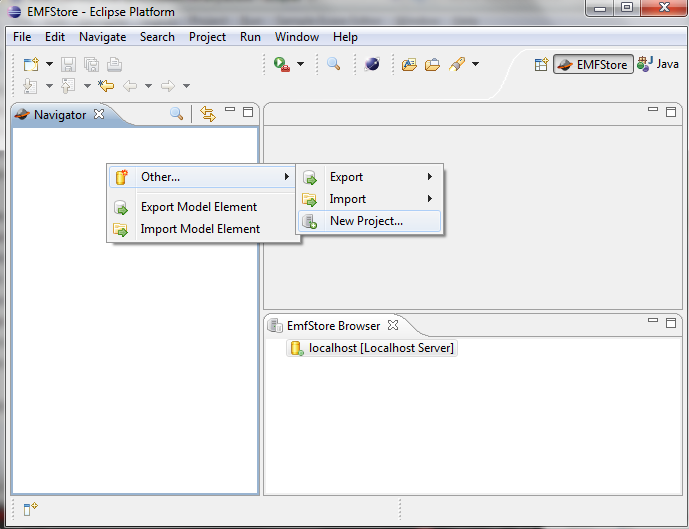 EMFStore - Eclipse Platform
File Edit Navigate Search Project Run Window Help
EMFStore Java
Navigator
Other...
Export Model Element
Import Model Element
Export
Import
New Project...
EmfStore Browser
localhost [Localhost Server]